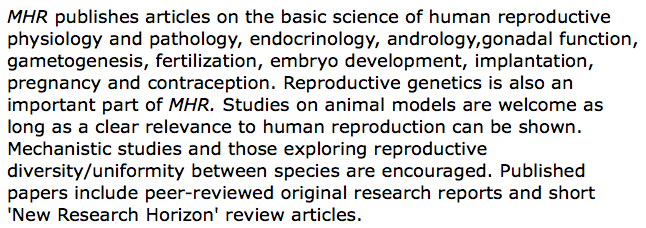 MHR publishes articles on the basic science of human reproductive
physiology and pathology, endocrinology, andrology,gonadal function,
gametogenesis, fertilization, embryo development, implantation,
pregnancy and contraception. Reproductive genetics is also an
important part of MHR. Studies on animal models are welcome as
long as a clear relevance to human reproduction can be shown.
Mechanistic studies and those exploring reproductive
diversity/uniformity between species are encouraged. Published
papers include peer-reviewed original research reports and short
'New Research Horizon' review articles.